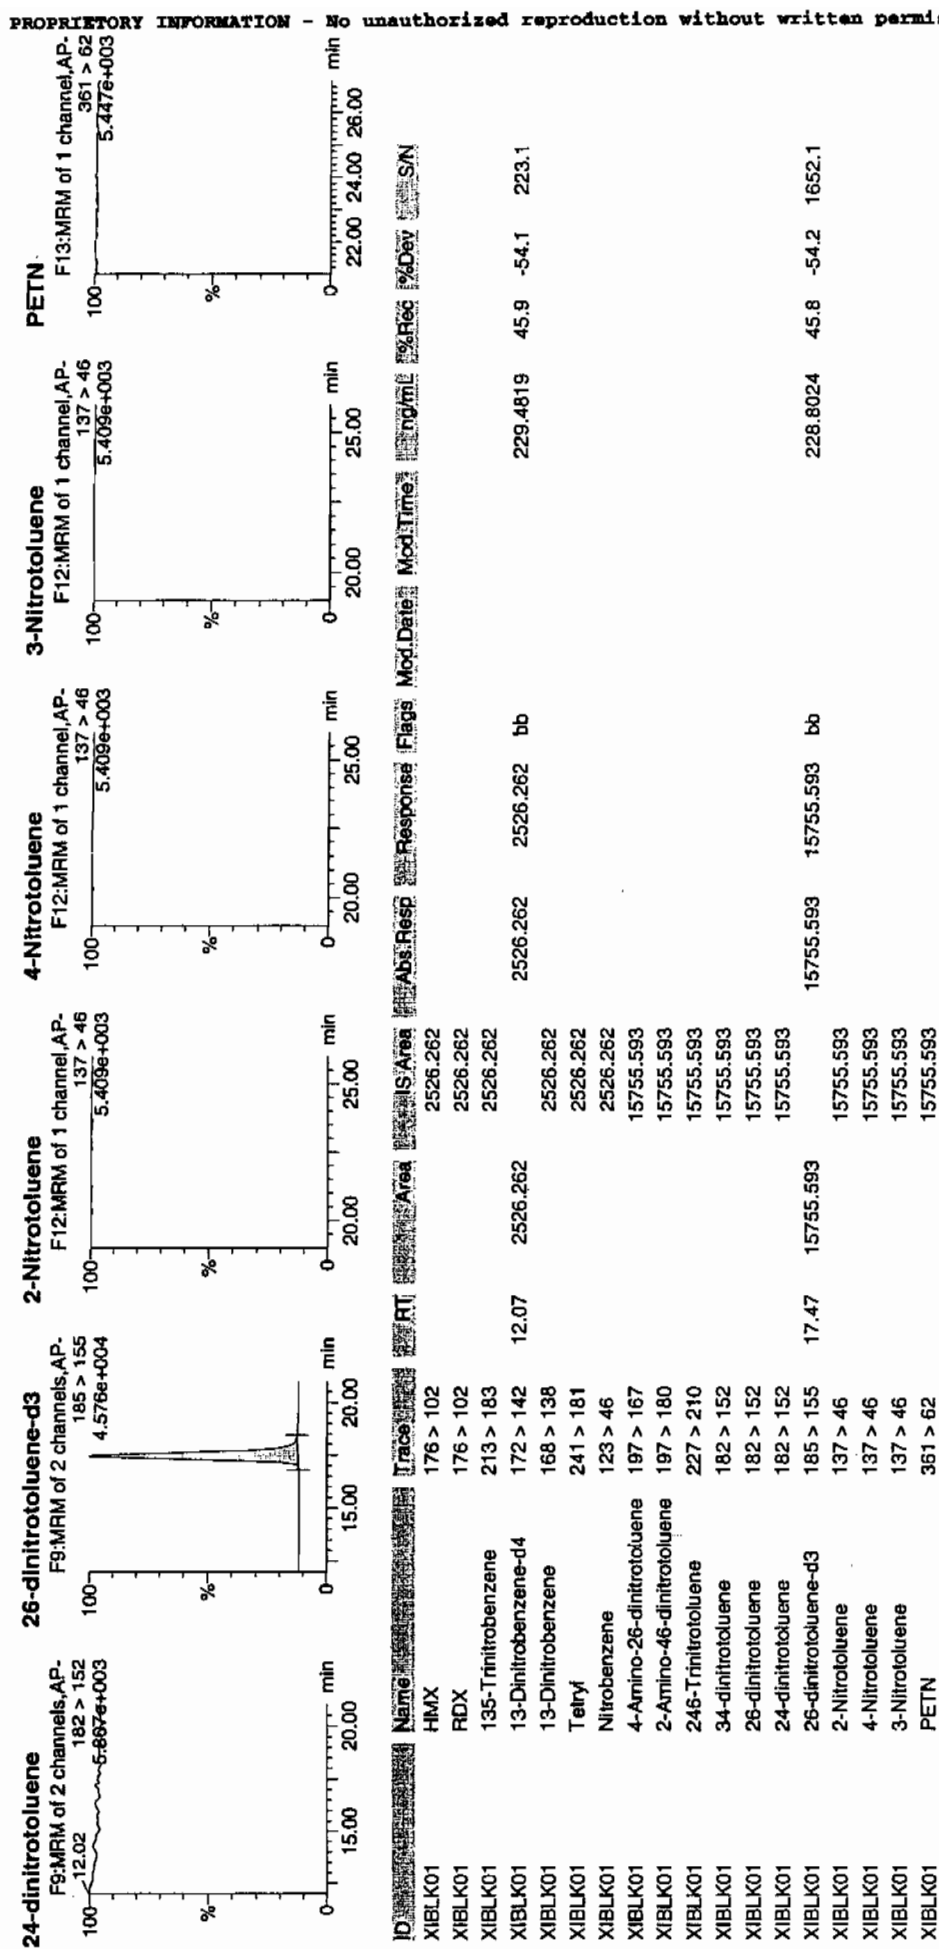 PROPRIETORY INFORMATION - No unauthorized reproduction without written permis
24-dinitrotoluene
F9:MRM of 2 channels,AP-
182 > 152
12.02
5.867e+003
100
%
0
15.00 20.00 min
26-dinitrotoluene-d3
F9:MRM of 2 channels,AP-
185 > 155
4.576e+004
100
%
0
15.00 20.00 min
2-Nitrotoluene
F12:MRM of 1 channel,AP-
137 > 46
5.409e+003
100
%
0
20.00 25.00 min
4-Nitrotoluene
F12:MRM of 1 channel,AP-
137 > 46
5.409e+003
100
%
0
20.00 25.00 min
3-Nitrotoluene
F12:MRM of 1 channel,AP-
137 > 46
5.409e+003
100
%
0
20.00 25.00 min
PETN
F13:MRM of 1 channel,AP-
361 > 62
5.447e+003
100
%
0
22.00 24.00 26.00 min
ID Name Trace RT Area IS Area Abs.Resp Response Flags Mod.Date Mod.Time ng/mL %Rec %Dev S/N
XIBLK01 HMX 176 > 102 2526.262
XIBLK01 RDX 176 > 102 2526.262
XIBLK01 135-Trinitrobenzene 213 > 183 2526.262
XIBLK01 13-Dinitrobenzene-d4 172 > 142 12.07 2526.262 2526.262 2526.262 bb 229.4819 45.9 -54.1 223.1
XIBLK01 13-Dinitrobenzene 168 > 138 2526.262
XIBLK01 Tetryl 241 > 181 2526.262
XIBLK01 Nitrobenzene 123 > 46 2526.262
XIBLK01 4-Amino-26-dinitrotoluene 197 > 167 15755.593
XIBLK01 2-Amino-46-dinitrotoluene 197 > 180 15755.593
XIBLK01 246-Trinitrotoluene 227 > 210 15755.593
XIBLK01 34-dinitrotoluene 182 > 152 15755.593
XIBLK01 26-dinitrotoluene 182 > 152 15755.593
XIBLK01 24-dinitrotoluene 182 > 152 15755.593
XIBLK01 26-dinitrotoluene-d3 185 > 155 17.47 15755.593 15755.593 15755.593 bb 228.8024 45.8 -54.2 1652.1
XIBLK01 2-Nitrotoluene 137 > 46 15755.593
XIBLK01 4-Nitrotoluene 137 > 46 15755.593
XIBLK01 3-Nitrotoluene 137 > 46 15755.593
XIBLK01 PETN 361 > 62 15755.593